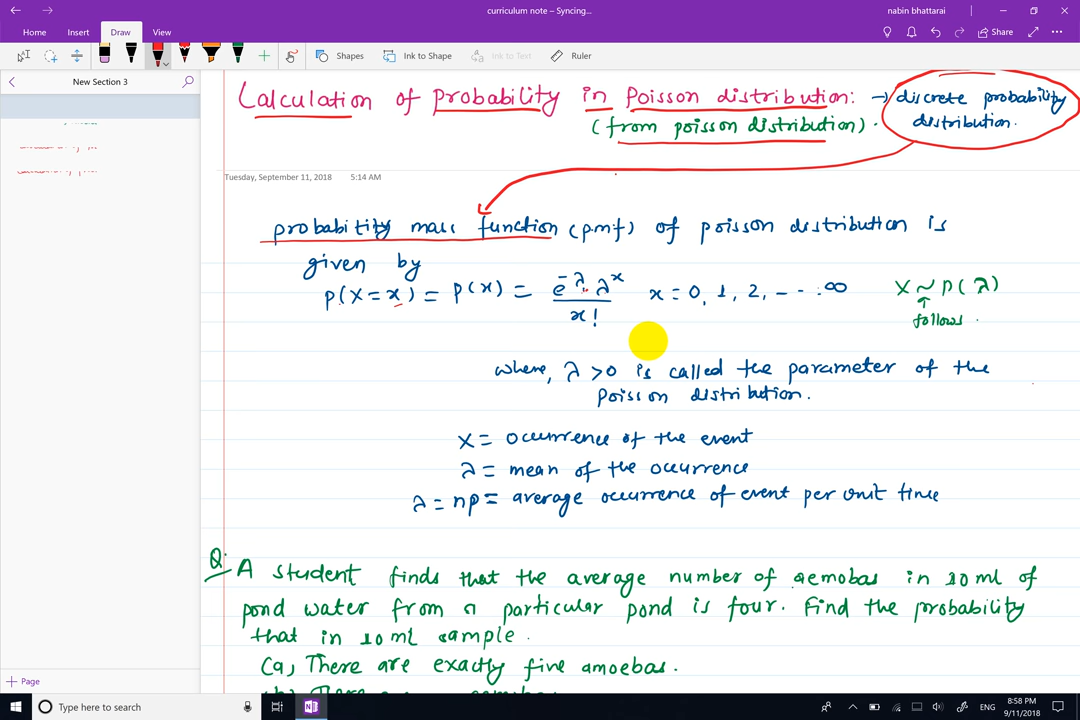 curriculum note – Syncing...
nabin bhattarai
Home Insert Draw View
Share
Shapes
Ink to Shape
Ink to Text
Ruler
New Section 3
Calculation of probability in Poisson distribution: → discrete probability
(from poisson distribution). distribution.
Tuesday, September 11, 2018 5:14 AM
probability mass function (p.m.f) of poisson distribution is
given by
P(X = x) = P(x) = e^-λ λ^x / x! x = 0, 1, 2, - - - ∞ X ~ P(λ)
↑
follows.
where, λ > 0 is called the parameter of the
Poisson distribution.
X = occurrence of the event
λ = mean of the occurrence
λ = np = average occurrence of event per unit time
Q. A student finds that the average number of aemobas in 10 ml of
pond water from a particular pond is four. Find the probability
that in 10 ml sample.
(a, There are exactly five amoebas.
+ Page
Type here to search
ENG
8:58 PM
9/11/2018